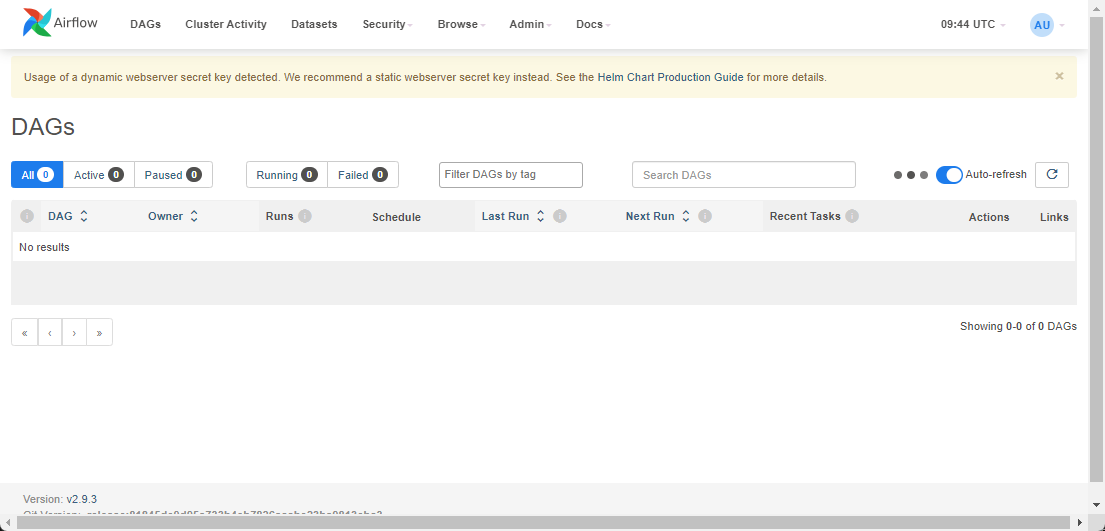 Airflow DAGs Cluster Activity Datasets Security Browse Admin Docs 09:44 UTC AU
Usage of a dynamic webserver secret key detected. We recommend a static webserver secret key instead. See the Helm Chart Production Guide for more details. ×
DAGs
All 0 Active 0 Paused 0 Running 0 Failed 0 Filter DAGs by tag Search DAGs Auto-refresh
DAG Owner Runs Schedule Last Run Next Run Recent Tasks Actions Links
No results
« ‹ › » Showing 0-0 of 0 DAGs
Version: v2.9.3
Git Version: